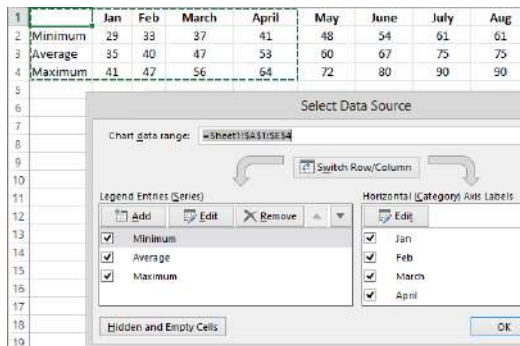 1 Jan Feb March April May June July Aug
2 Minimum 29 33 37 41 48 54 61 61
3 Average 35 40 47 53 60 67 75 75
4 Maximum 41 47 56 64 72 80 90 90
5
6 Select Data Source
7
8 Chart data range: =Sheet1!$A$1:$E$4
9
10 Switch Row/Column
11 Legend Entries (Series) Horizontal (Category) Axis Labels
12 Add Edit Remove Edit
13 Minimum Jan
14 Average Feb
15 Maximum March
16 April
17
18 Hidden and Empty Cells OK
19